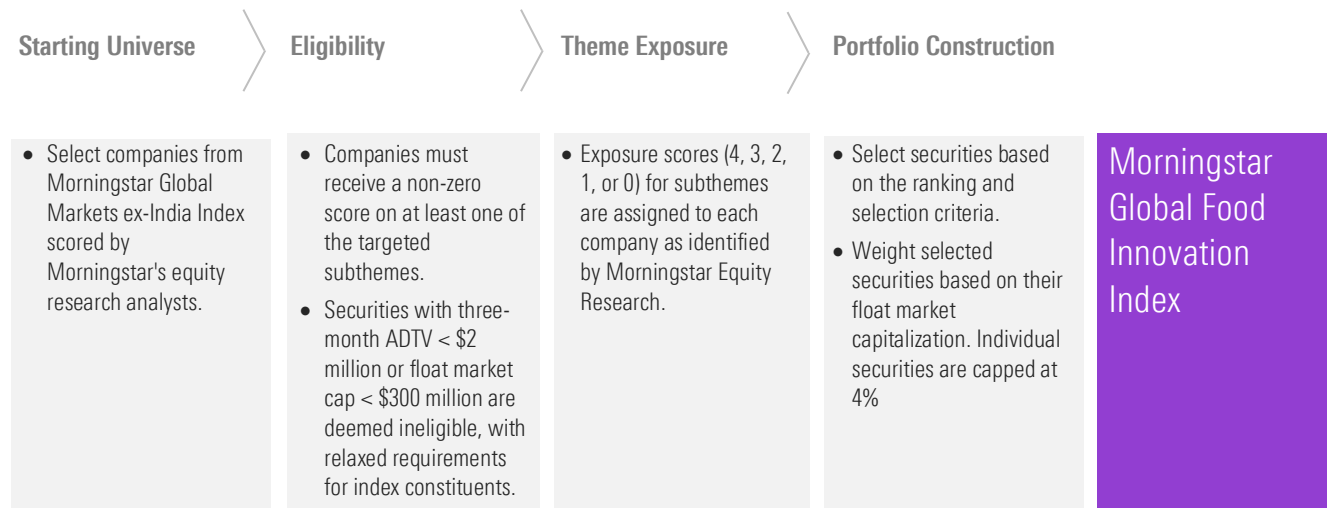 Starting Universe
Eligibility
Theme Exposure
Portfolio Construction
• Select companies from
Morningstar Global
Markets ex-India Index
scored by
Morningstar's equity
research analysts.
• Companies must
receive a non-zero
score on at least one of
the targeted
subthemes.
• Securities with three-
month ADTV < $2
million or float market
cap < $300 million are
deemed ineligible, with
relaxed requirements
for index constituents.
• Exposure scores (4, 3, 2,
1, or 0) for subthemes
are assigned to each
company as identified
by Morningstar Equity
Research.
• Select securities based
on the ranking and
selection criteria.
• Weight selected
securities based on their
float market
capitalization. Individual
securities are capped at
4%
Morningstar
Global Food
Innovation
Index